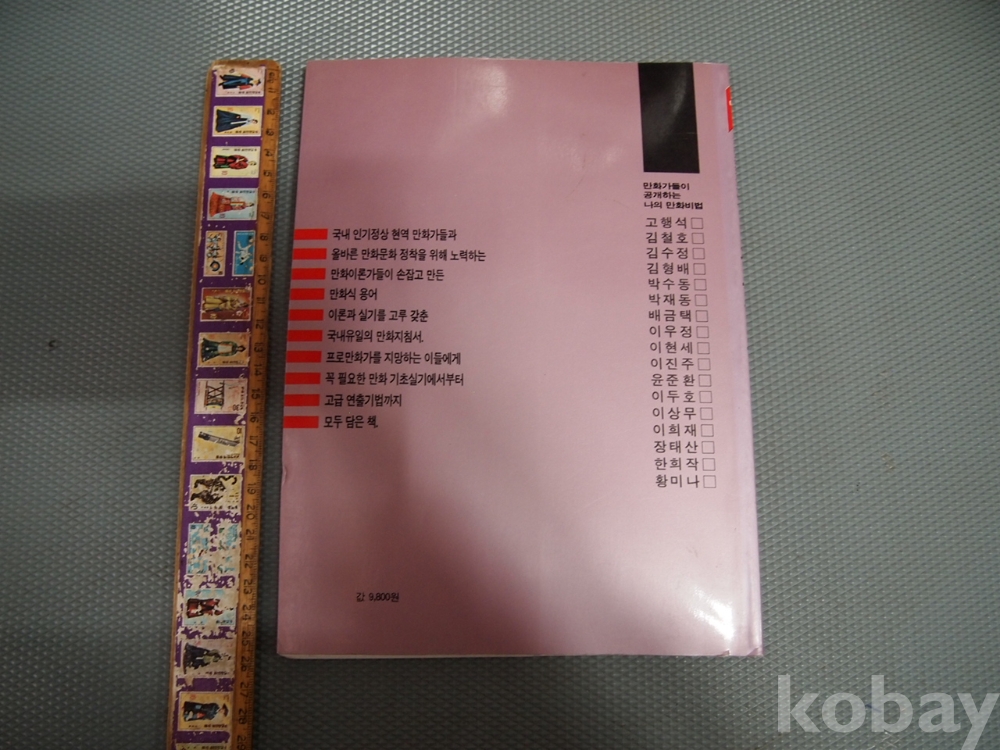 만화가들이
공개하는
나의 만화비법
고행석□
김철호□
김수정□
김형배□
박수동□
박재동□
배금택□
이우정□
이현세□
이진주□
윤준환□
이두호□
이상무□
이희재□
장태산□
한희작□
황미나□
국내 인기정상 현역 만화가들과
올바른 만화문화 정착을 위해 노력하는
만화이론가들이 손잡고 만든
만화식 용어
이론과 실기를 고루 갖춘
국내유일의 만화지침서.
프로만화가를 지망하는 이들에게
꼭 필요한 만화 기초실기에서부터
고급 연출기법까지
모두 담은 책.
값 9,800원
kobay